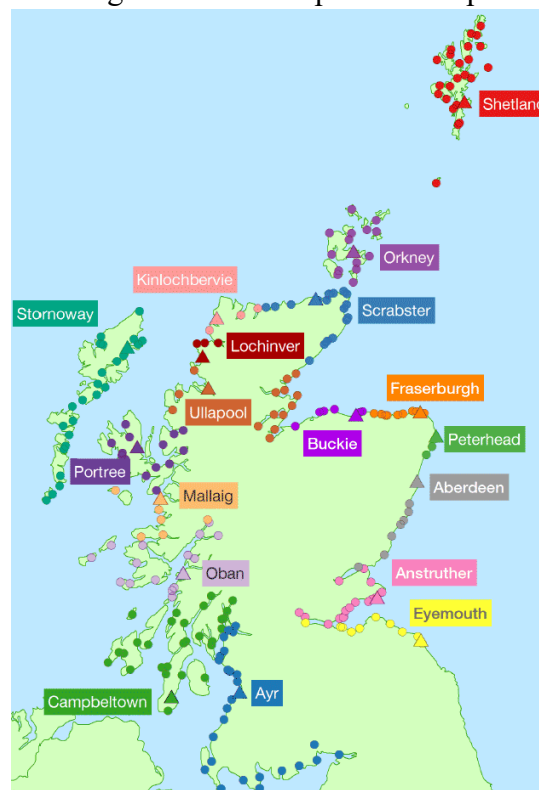 Shetland
Orkney
Kinlochbervie
Scrabster
Stornoway
Lochinver
Ullapool
Fraserburgh
Buckie
Peterhead
Portree
Mallaig
Aberdeen
Oban
Anstruther
Eyemouth
Campbeltown
Ayr